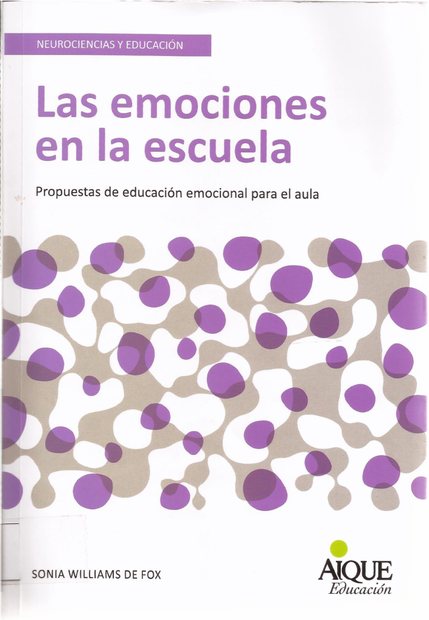 NEUROCIENCIAS Y EDUCACIÓN
Las emociones
en la escuela
Propuestas de educación emocional para el aula
SONIA WILLIAMS DE FOX
AIQUE
Educación